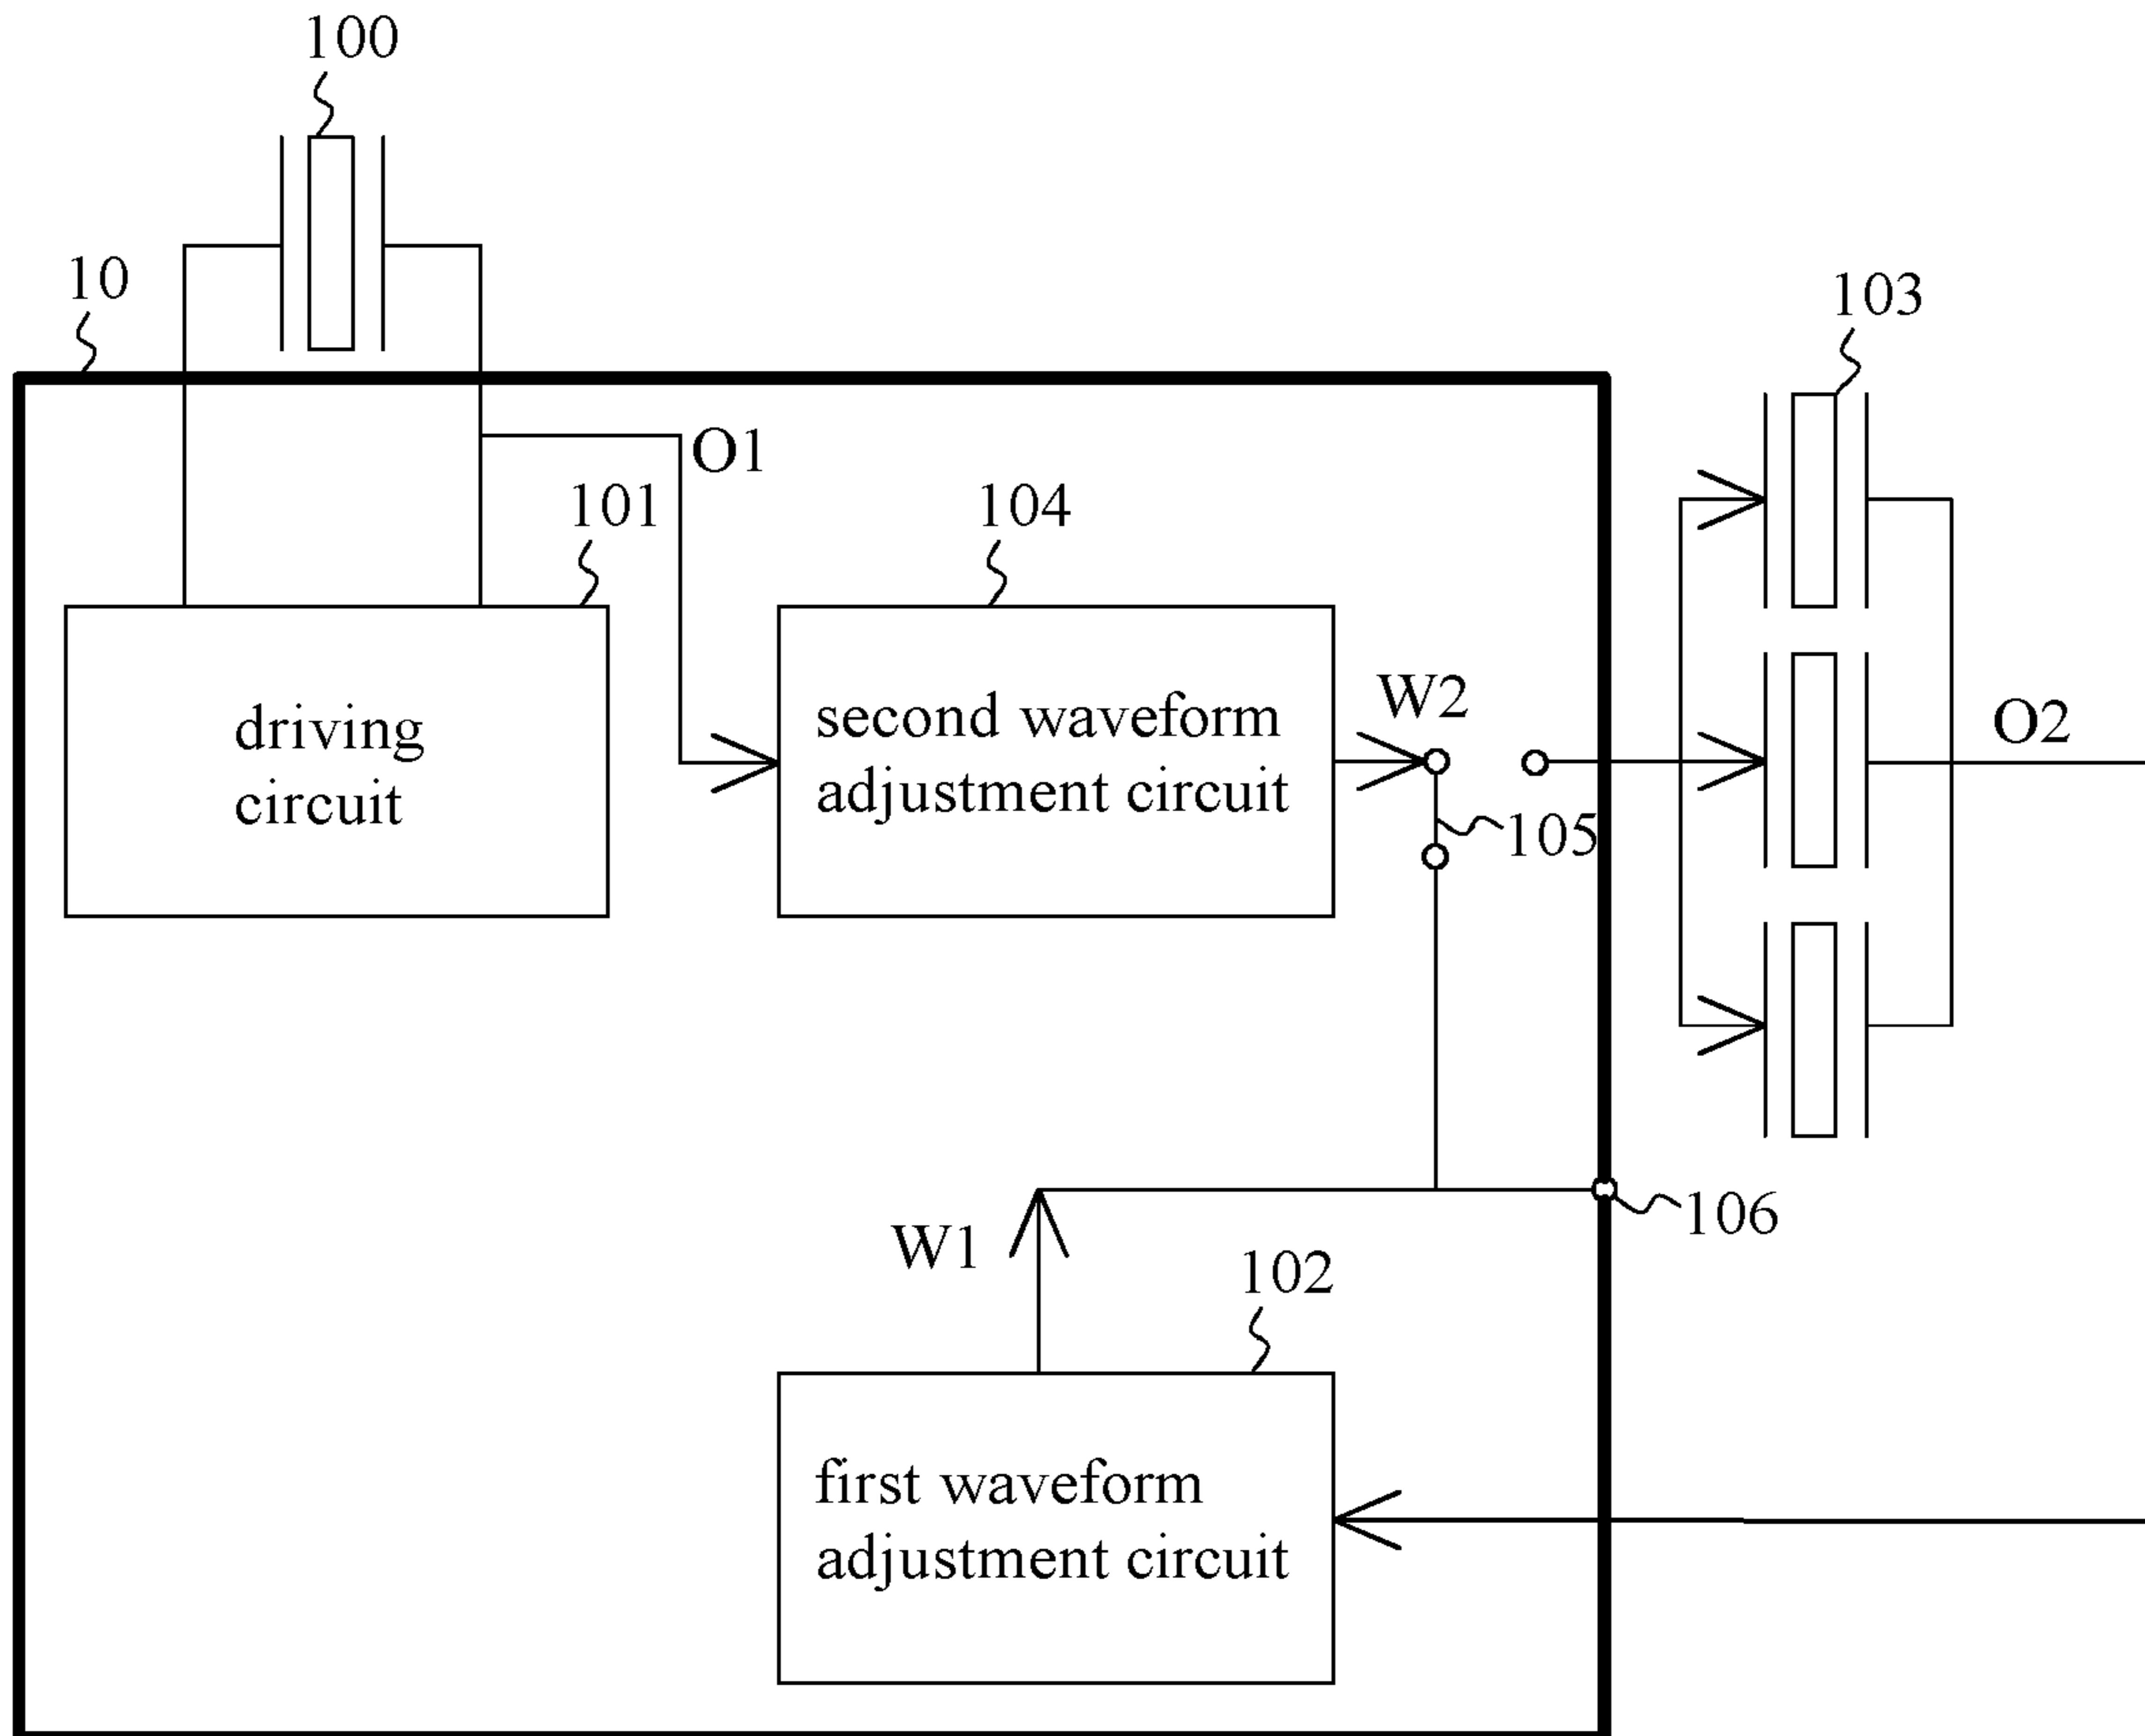 100
10
103
O1
101
104
second waveform
adjustment circuit
W2
O2
driving
circuit
105
106
W1
102
first waveform
adjustment circuit